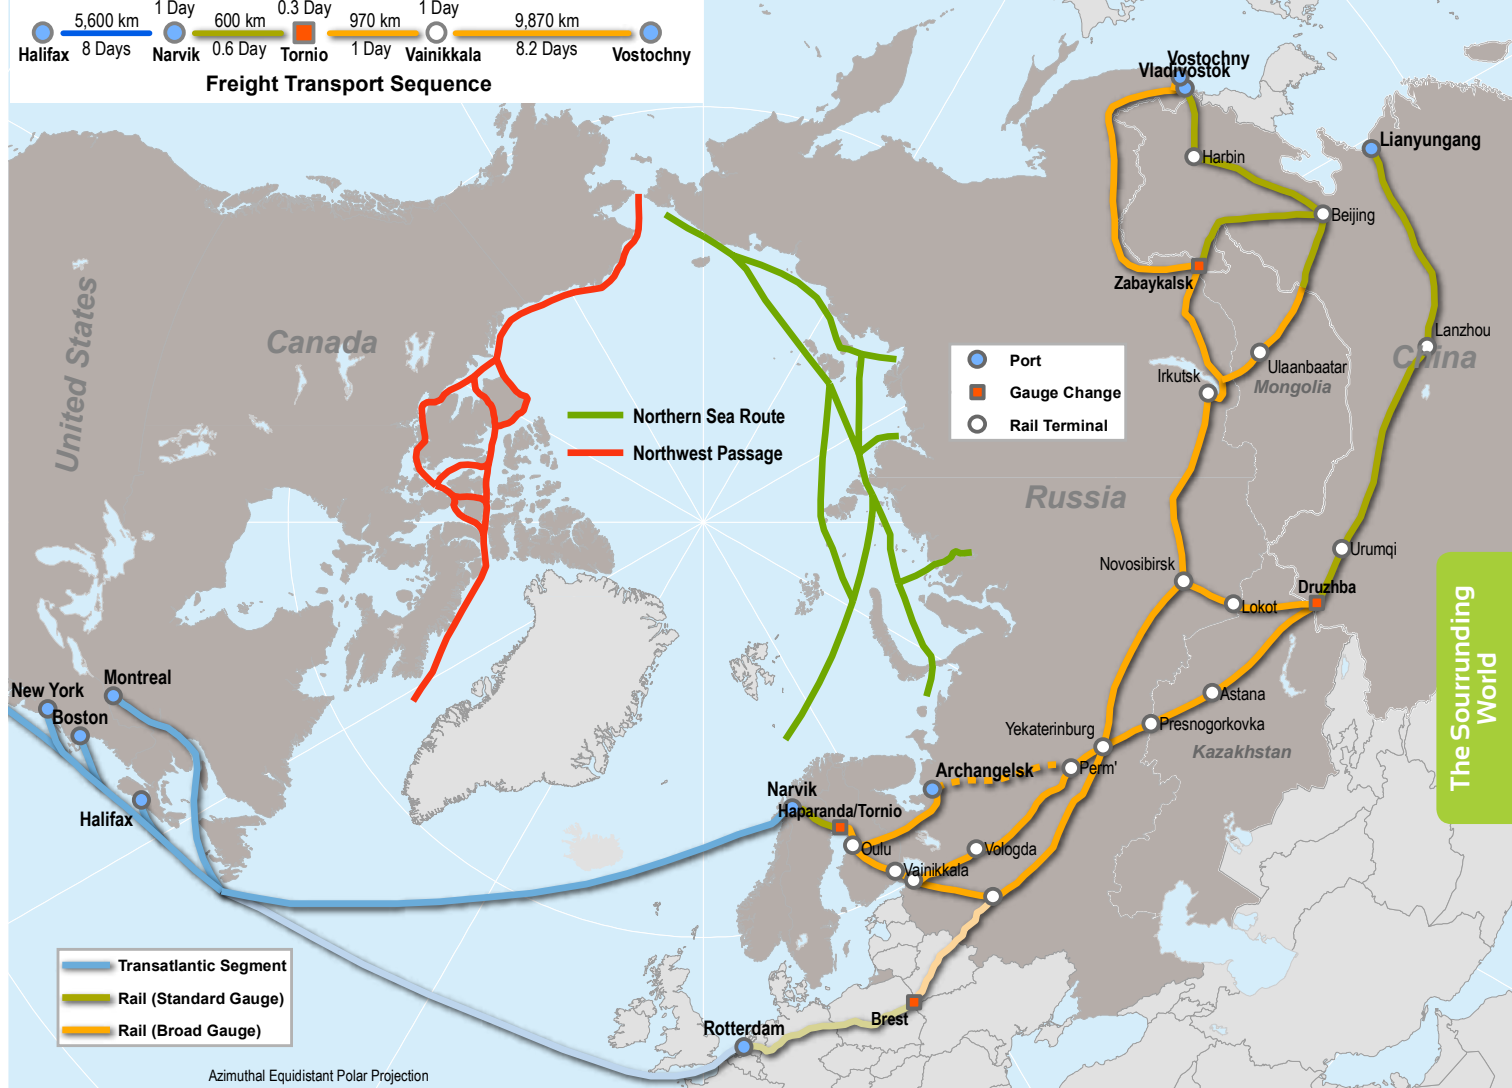 1 Day
0.3 Day
1 Day
5,600 km
600 km
970 km
9,870 km
Halifax
8 Days
Narvik
0.6 Day
Tornio
1 Day
Vainikkala
8.2 Days
Vostochny
Freight Transport Sequence
Vostochny
Vladivostok
Lianyungang
Harbin
Beijing
Zabaykalsk
United States
Canada
Lanzhou
China
Port
Gauge Change
Rail Terminal
Irkutsk
Ulaanbaatar
Mongolia
Northern Sea Route
Northwest Passage
Russia
Urumqi
Novosibirsk
Druzhba
Lokot
The Sourrunding
World
Montreal
New York
Boston
Halifax
Astana
Presnogorkovka
Yekaterinburg
Kazakhstan
Perm'
Archangelsk
Narvik
Haparanda/Tornio
Oulu
Vologda
Vainikkala
Transatlantic Segment
Rail (Standard Gauge)
Rail (Broad Gauge)
Brest
Rotterdam
Azimuthal Equidistant Polar Projection